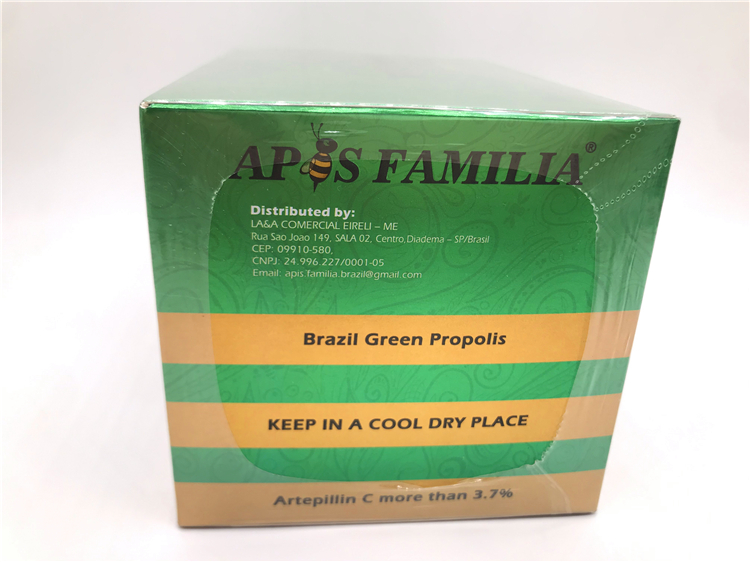 APIS FAMILIA®
Distributed by:
LA&A COMERCIAL EIRELI – ME
Rua Sao Joao 149, SALA 02, Centro,Diadema – SP/Brasil
CEP: 09910-580,
CNPJ: 24.996.227/0001-05
Email: apis.familia.brazil@gmail.com
Brazil Green Propolis
KEEP IN A COOL DRY PLACE
Artepillin C more than 3.7%